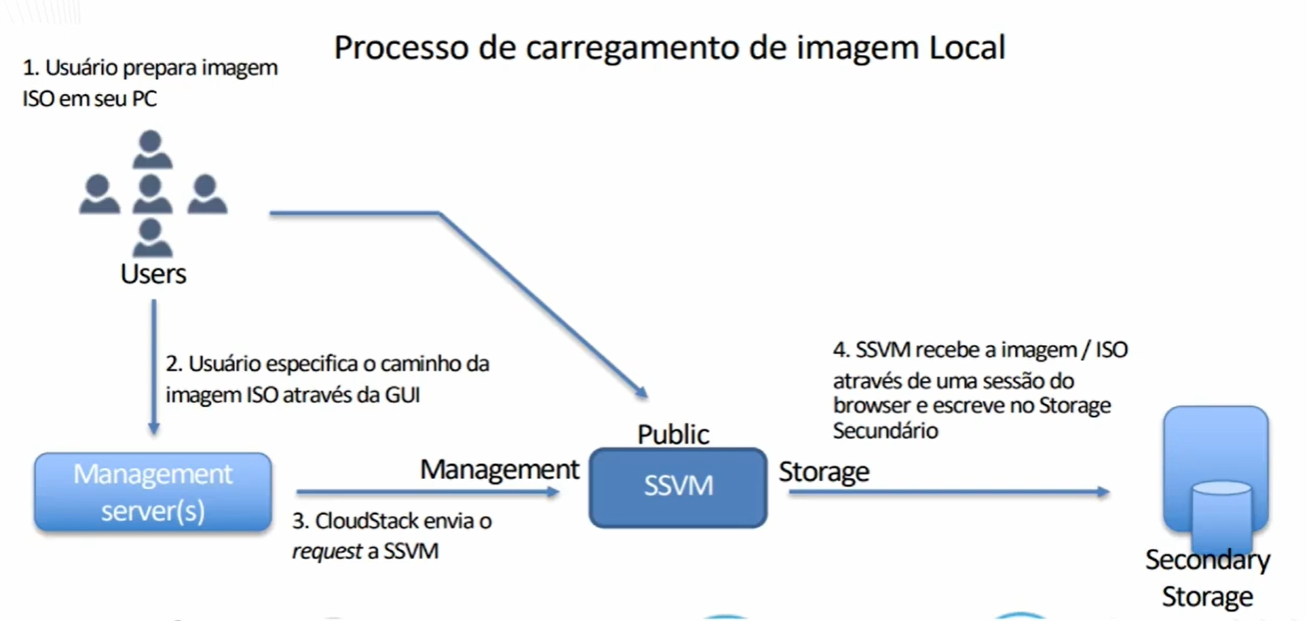 Processo de carregamento de imagem Local
1. Usuário prepara imagem
ISO em seu PC
Users
2. Usuário especifica o caminho da
imagem ISO através da GUI
4. SSVM recebe a imagem / ISO
através de uma sessão do
browser e escreve no Storage
Secundário
Public
Management
server(s)
Management
SSVM
Storage
3. CloudStack envia o
request a SSVM
Secondary
Storage